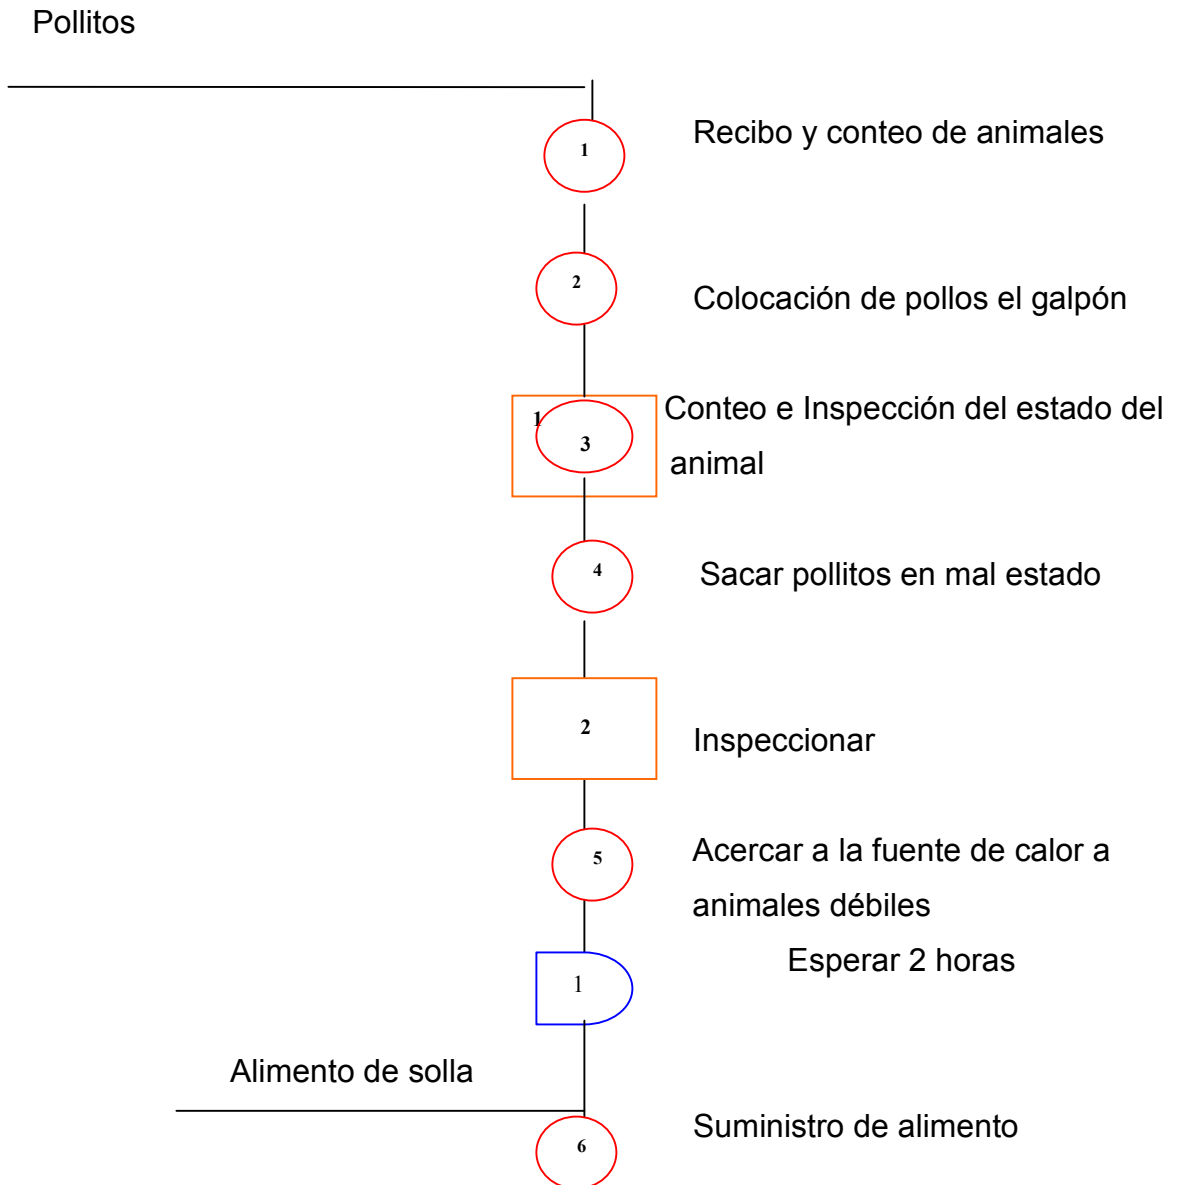 Pollitos
1
Recibo y conteo de animales
2
Colocación de pollos el galpón
1
3
Conteo e Inspección del estado del
animal
4
Sacar pollitos en mal estado
2
Inspeccionar
5
Acercar a la fuente de calor a
animales débiles
Esperar 2 horas
1
Alimento de solla
Suministro de alimento
6